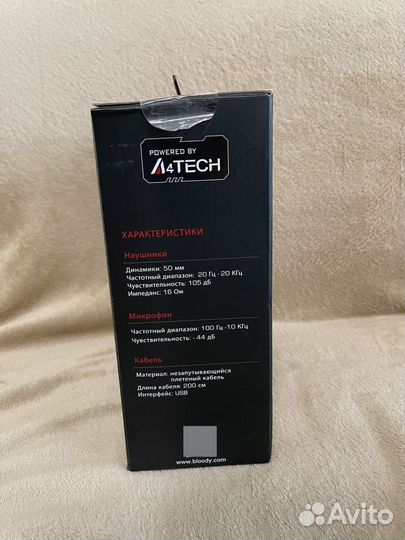 POWERED BY
A4TECH
ХАРАКТЕРИСТИКИ
Наушники
Динамики: 50 мм
Частотный диапазон: 20 Гц - 20 КГц
Чувствительность: 105 дБ
Импеданс: 16 Ом
Микрофон
Частотный диапазон: 100 Гц -10 КГц
Чувствительность: - 44 дБ
Кабель
Материал: незапутывающийся
плетеный кабель
Длина кабеля: 200 см
Интерфейс: USB
www.bloody.com
Avito